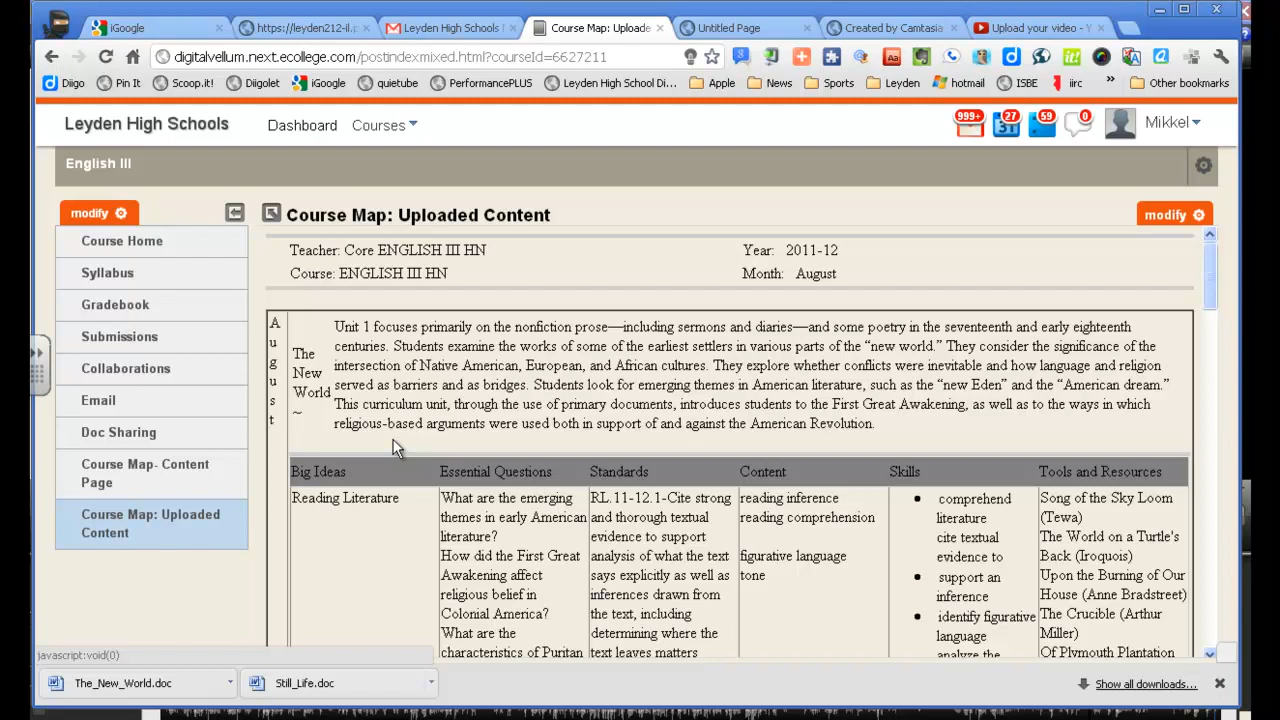 iGoogle
https://leyden212-il.p
Leyden High Schools
Course Map: Uploade
Untitled Page
Created by Camtasia
Upload your video - Y
digitalvellum.next.ecollege.com/pstindexmixed.html?courseId=6627211
Diigo
Pin It
Scoop.it!
Diigolet
iGoogle
quietube
PerformancePLUS
Leyden High School Di...
Apple
News
Sports
Leyden
hotmail
ISBE
iirc
»
Other bookmarks
Leyden High Schools
Dashboard
Courses
999+
27
31
59
0
Mikkel
English III
modify
Course Map: Uploaded Content
modify
Course Home
Syllabus
Gradebook
Submissions
Collaborations
Email
Doc Sharing
Course Map- Content
Page
Course Map: Uploaded
Content
Teacher: Core ENGLISH III HN
Year: 2011-12
Course: ENGLISH III HN
Month: August
A
u
g
u
s
t
The
New
World
~
Unit 1 focuses primarily on the nonfiction prose—including sermons and diaries—and some poetry in the seventeenth and early eighteenth
centuries. Students examine the works of some of the earliest settlers in various parts of the “new world.” They consider the significance of the
intersection of Native American, European, and African cultures. They explore whether conflicts were inevitable and how language and religion
served as barriers and as bridges. Students look for emerging themes in American literature, such as the “new Eden” and the “American dream.”
This curriculum unit, through the use of primary documents, introduces students to the First Great Awakening, as well as to the ways in which
religious-based arguments were used both in support of and against the American Revolution.
Big Ideas
Essential Questions
Standards
Content
Skills
Tools and Resources
Reading Literature
What are the emerging
themes in early American
literature?
How did the First Great
Awakening affect
religious belief in
Colonial America?
What are the
characteristics of Puritan
RL.11-12.1-Cite strong
and thorough textual
evidence to support
analysis of what the text
says explicitly as well as
inferences drawn from
the text, including
determining where the
text leaves matters
reading inference
reading comprehension
figurative language
tone
comprehend
literature
cite textual
evidence to
support an
inference
identify figurative
language
analyze the
Song of the Sky Loom
(Tewa)
The World on a Turtle's
Back (Iroquois)
Upon the Burning of Our
House (Anne Bradstreet)
The Crucible (Arthur
Miller)
Of Plymouth Plantation
javascript:void(0)
The_New_World.doc
Still_Life.doc
Show all downloads...